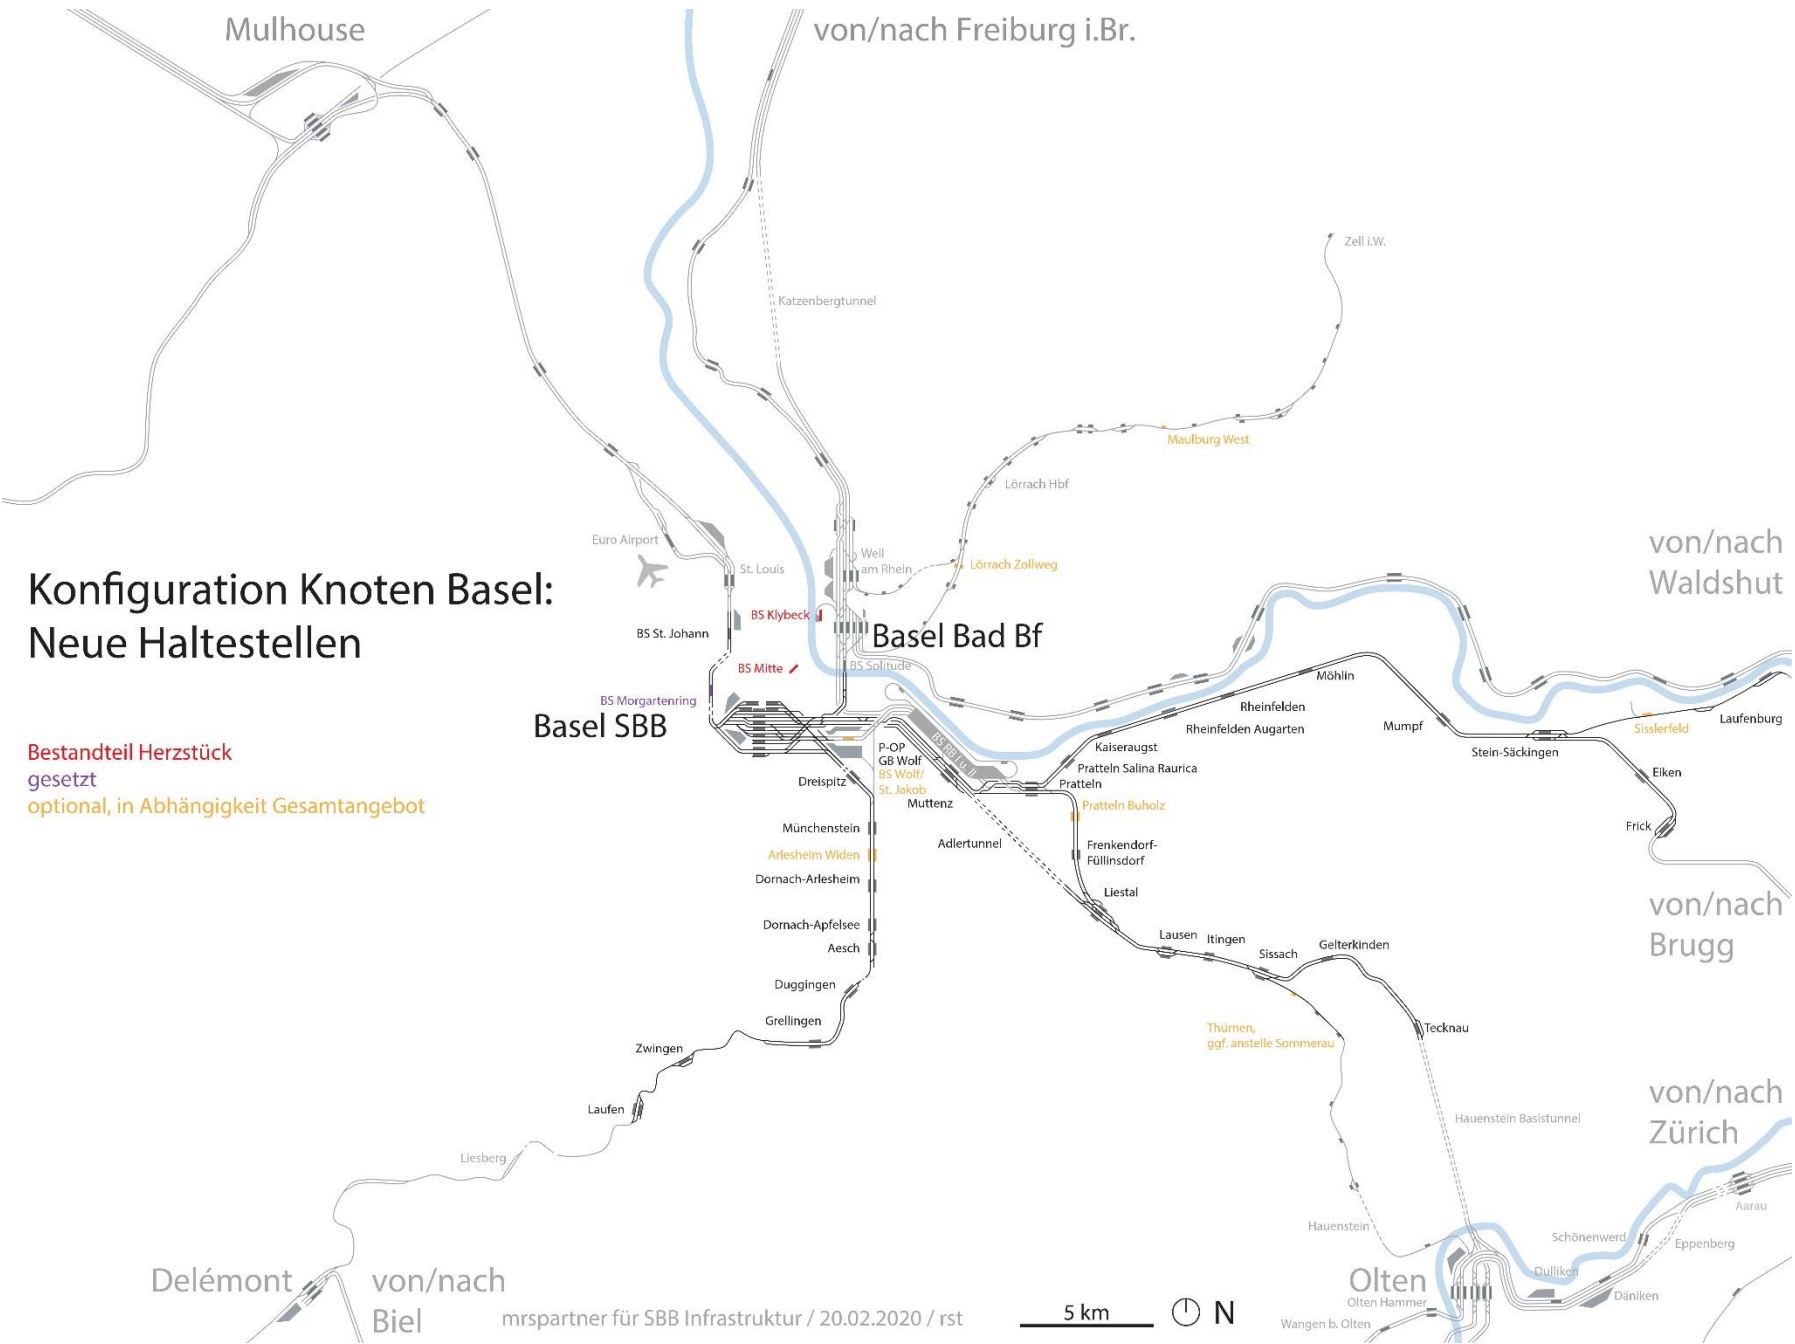 Mulhouse
von/nach Freiburg i.Br.
Zell i.W.
Katzenbergtunnel
Maulburg West
Lörrach Hbf
Euro Airport
St. Louis
Weil
am Rhein
Lörrach Zollweg
von/nach
Waldshut
Konfiguration Knoten Basel:
Neue Haltestellen
BS Klybeck
BS St. Johann
Basel Bad Bf
BS Mitte
BS Solitude
BS Morgartenring
Basel SBB
Möhlin
Rheinfelden
Rheinfelden Augarten
Mumpf
Sisslerfeld
Laufenburg
Stein-Säckingen
Bestandteil Herzstück
gesetzt
optional, in Abhängigkeit Gesamtangebot
P-OP
GB Wolf
BS Wolf/
St. Jakob
BS RB I u. II
Kaiseraugst
Pratteln Salina Raurica
Pratteln
Eiken
Dreispitz
Muttenz
Pratteln Buholz
Frick
Münchenstein
Adlertunnel
Frenkendorf-
Füllinsdorf
Arlesheim Widen
Dornach-Arlesheim
Liestal
von/nach
Brugg
Dornach-Apfelsee
Aesch
Lausen
Itingen
Sissach
Gelterkinden
Duggingen
Grellingen
Thürnen,
ggf. anstelle Sommerau
Tecknau
Zwingen
Laufen
Hauenstein Basistunnel
von/nach
Zürich
Liesberg
Hauenstein
Aarau
Schönenwerd
Eppenberg
Dulliken
Däniken
Delémont
von/nach
Biel
Olten
Olten Hammer
Wangen b. Olten
mrspartner für SBB Infrastruktur / 20.02.2020 / rst
5 km
N